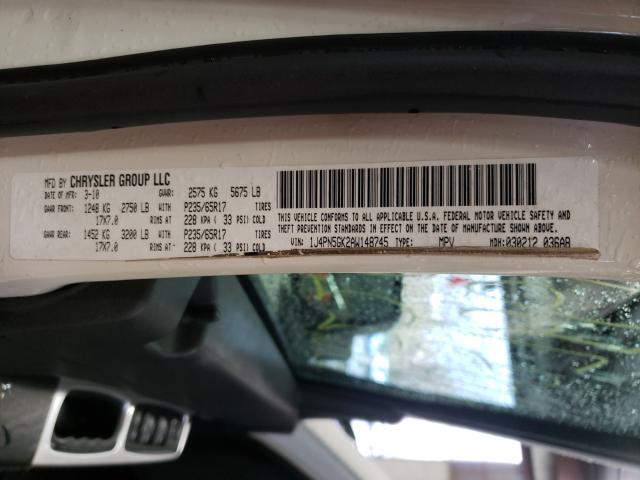 MFD BY CHRYSLER GROUP LLC
DATE OF MFR: 3-10 GVWR: 2575 KG 5675 LB
GAWR FRONT: 1248 KG 2750 LB WITH P235/65R17 TIRES
17X7.0 RIMS AT 228 KPA ( 33 PSI) COLD
GAWR REAR: 1452 KG 3200 LB WITH P235/65R17 TIRES
17X7.0 RIMS AT 228 KPA ( 33 PSI) COLD
THIS VEHICLE CONFORMS TO ALL APPLICABLE U.S.A. FEDERAL MOTOR VEHICLE SAFETY AND
THEFT PREVENTION STANDARDS IN EFFECT ON THE DATE OF MANUFACTURE SHOWN ABOVE.
VIN: 1J4PN5GK2AW148745 TYPE: MPV MDH:030212 036AB